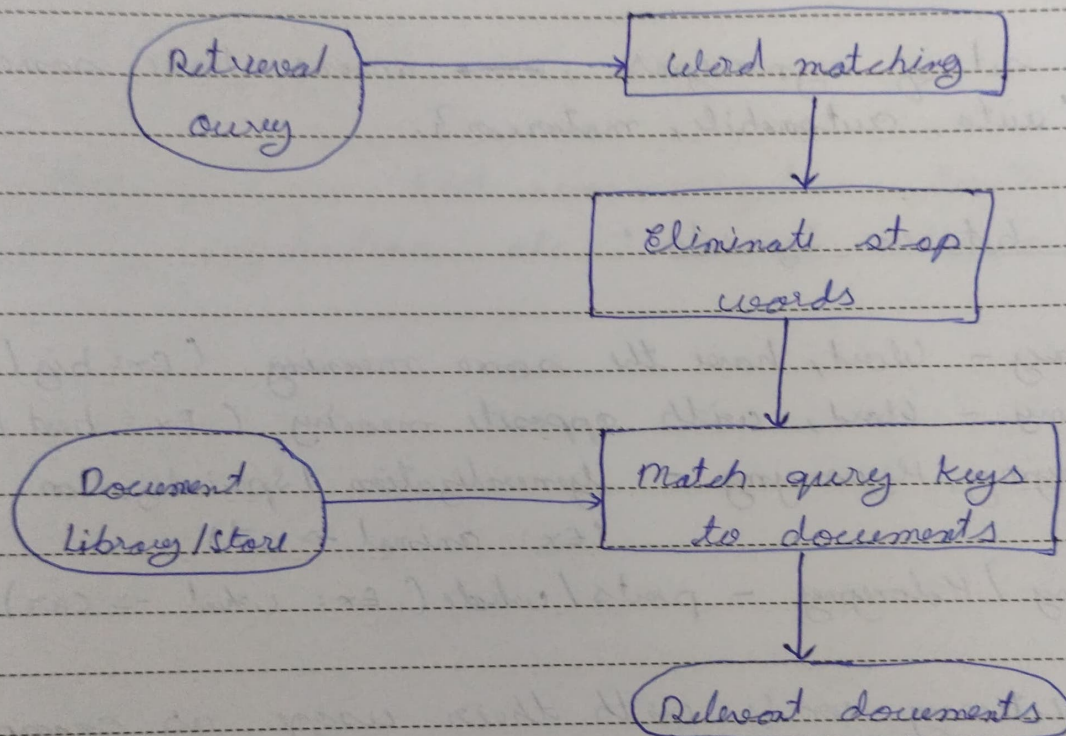 Retrieval
Query
Word matching
Eliminate stop
words
Document
Library/Store
Match query keys
to documents
Relevant documents